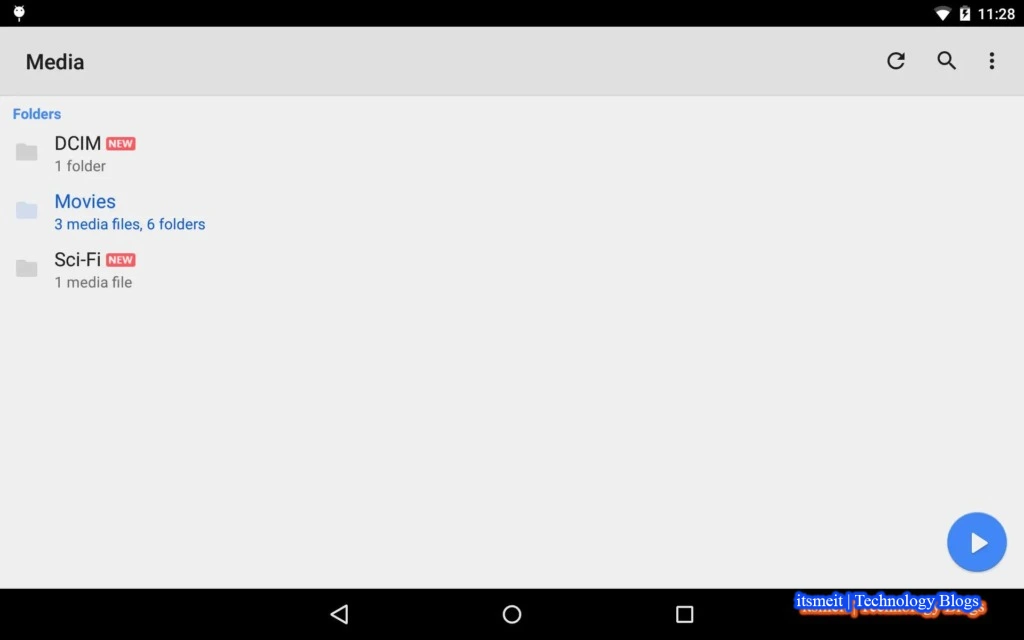 11:28
Media
Folders
DCIM NEW
1 folder
Movies
3 media files, 6 folders
Sci-Fi NEW
1 media file
itsmeit | Technology Blogs